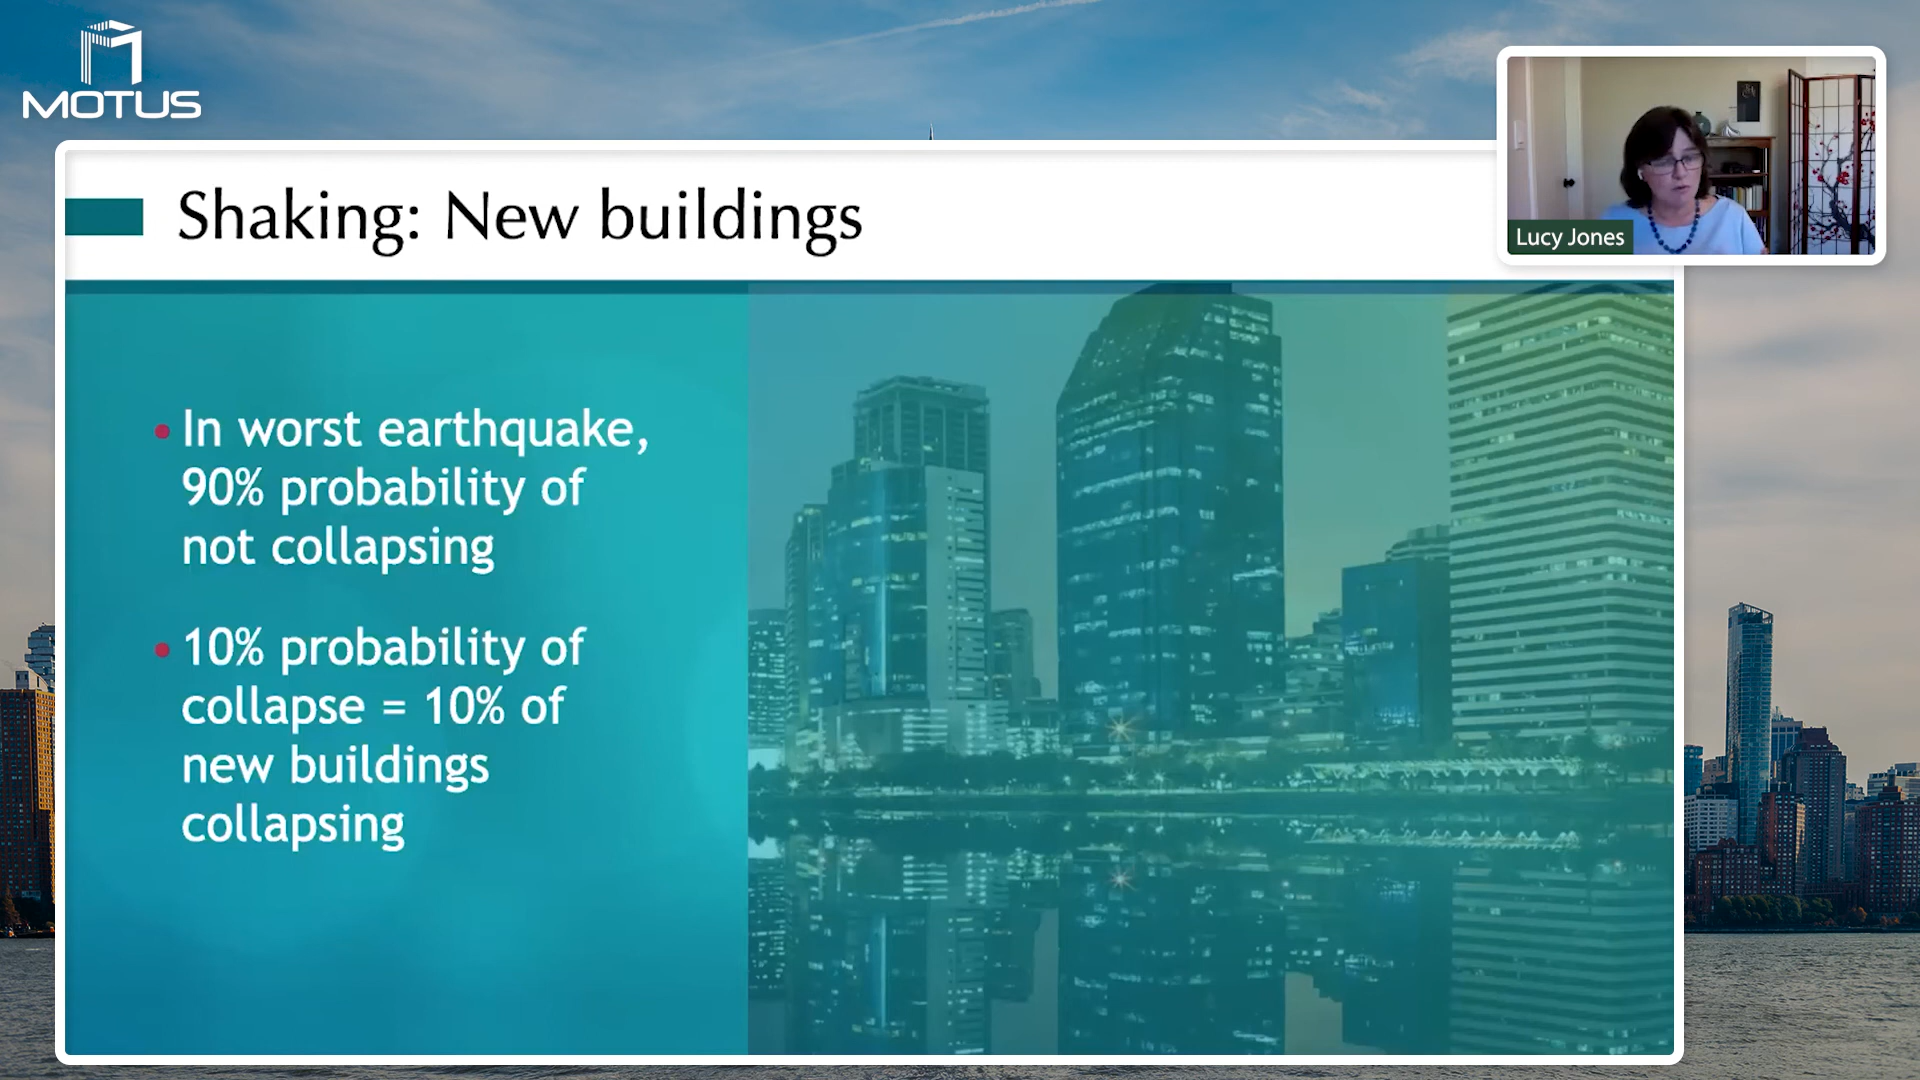 MOTUS
Shaking: New buildings
Lucy Jones
• In worst earthquake,
90% probability of
not collapsing
• 10% probability of
collapse = 10% of
new buildings
collapsing